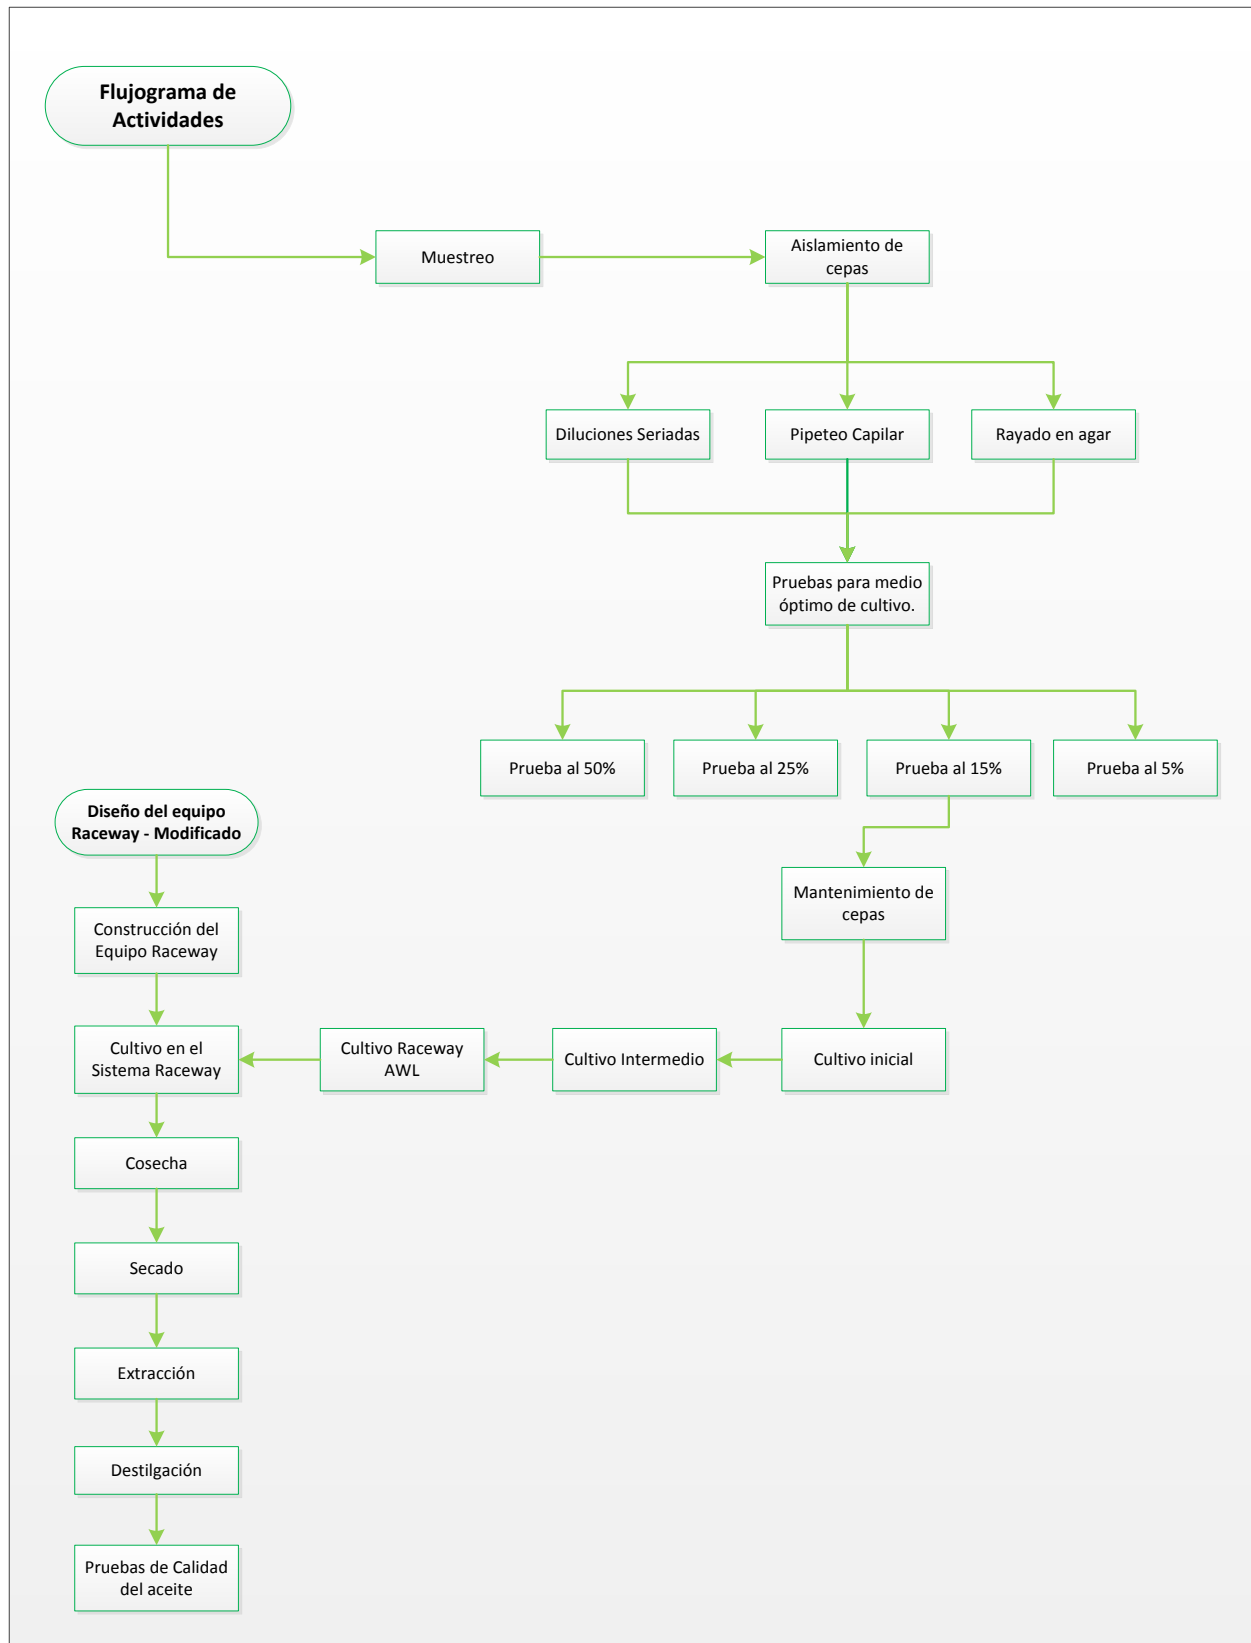 Flujograma de
Actividades
Muestreo
Aislamiento de
cepas
Diluciones Seriadas
Pipeteo Capilar
Rayado en agar
Pruebas para medio
óptimo de cultivo.
Prueba al 50%
Prueba al 25%
Prueba al 15%
Prueba al 5%
Diseño del equipo
Raceway - Modificado
Mantenimiento de
cepas
Construcción del
Equipo Raceway
Cultivo en el
Sistema Raceway
Cultivo Raceway
AWL
Cultivo Intermedio
Cultivo inicial
Cosecha
Secado
Extracción
Destilgación
Pruebas de Calidad
del aceite